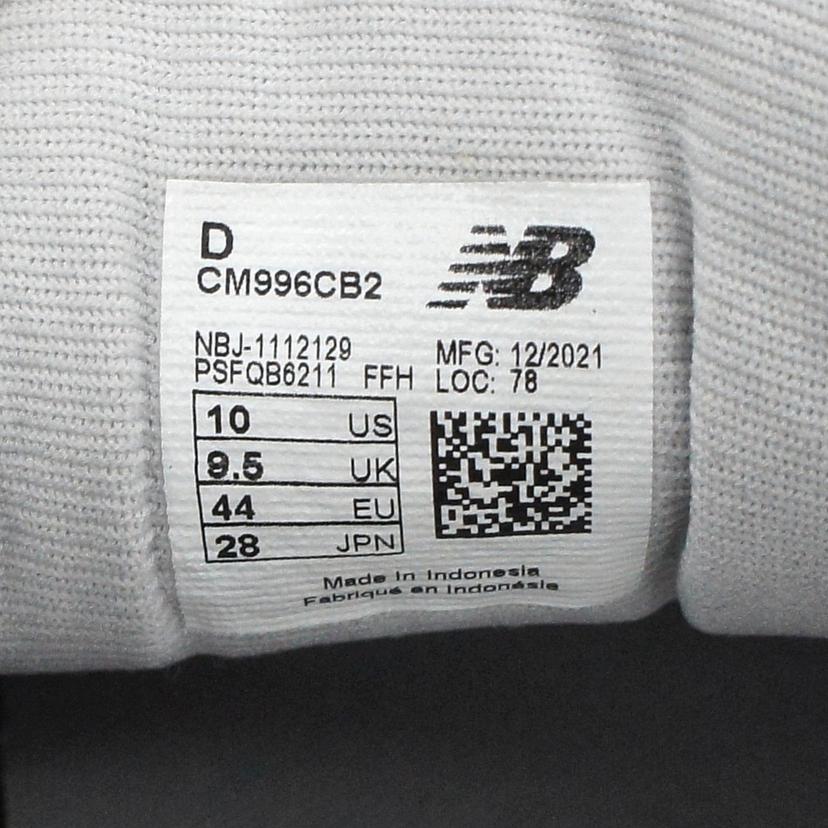 D
CM996CB2
NB
NBJ-1112129
PSFQB6211 FFH
MFG: 12/2021
LOC: 78
10 US
9.5 UK
44 EU
28 JPN
Made in Indonesia
Fabriqué en Indonésie